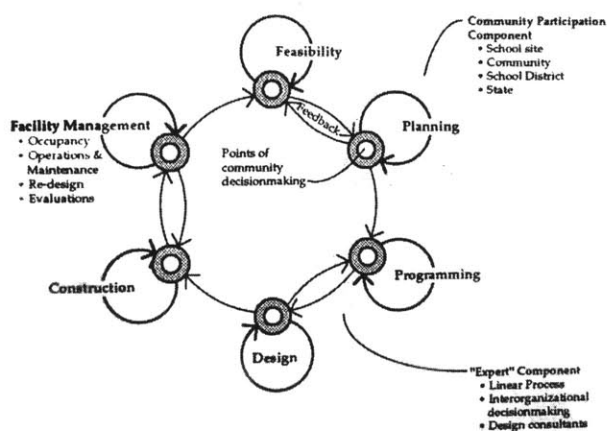 Community Participation
Component
• School site
• Community
• School District
• State
Feasibility
Feedback
Planning
Facility Management
• Occupancy
• Operations &
Maintenance
• Re-design
• Evaluations
Points of
community
decisionmaking
Programming
Construction
Design
"Expert" Component
• Linear Process
• Interorganizational
decisionmaking
• Design consultants